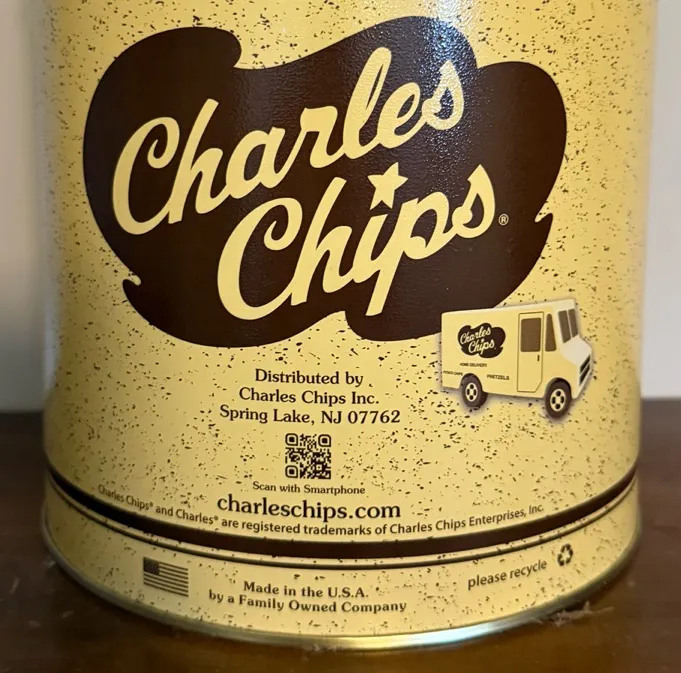 Charles
Chips®
Charles
Chips
HOME DELIVERY
PRETZELS
Distributed by
Charles Chips Inc.
Spring Lake, NJ 07762
Scan with Smartphone
charleschips.com
Charles Chips® and Charles® are registered trademarks of Charles Chips Enterprises, Inc.
Made in the U.S.A.
by a Family Owned Company
please recycle